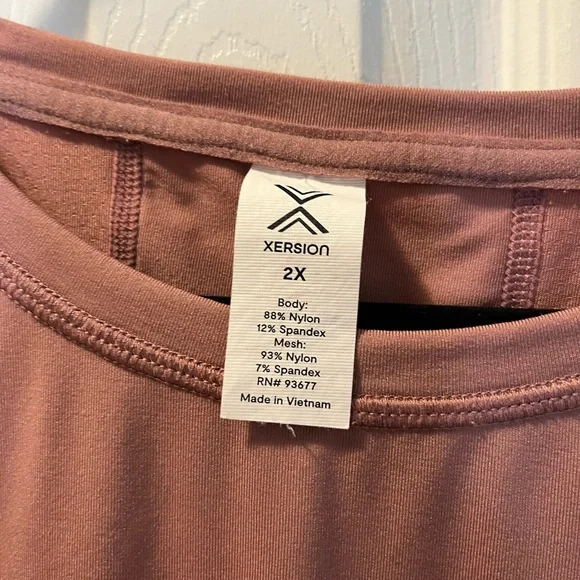 XERSION
2X
Body:
88% Nylon
12% Spandex
Mesh:
93% Nylon
7% Spandex
RN# 93677
Made in Vietnam